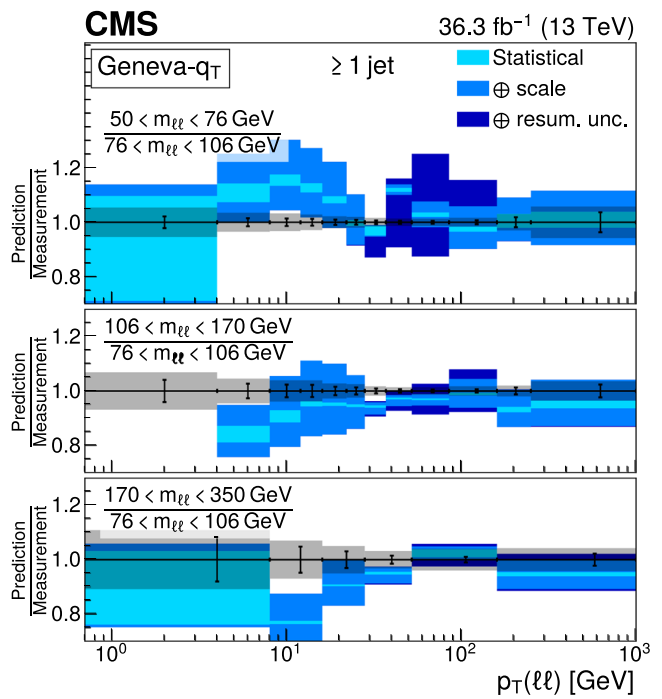 CMS 36.3 fb⁻¹ (13 TeV)
Geneva-q_T ≥ 1 jet
Statistical
⊕ scale
⊕ resum. unc.
50 < m_ℓℓ < 76 GeV
76 < m_ℓℓ < 106 GeV
Prediction
Measurement
1.2
1.0
0.8
106 < m_ℓℓ < 170 GeV
76 < m_ℓℓ < 106 GeV
Prediction
Measurement
1.2
1.0
0.8
170 < m_ℓℓ < 350 GeV
76 < m_ℓℓ < 106 GeV
Prediction
Measurement
1.2
1.0
0.8
10⁰ 10¹ 10² 10³
p_T(ℓℓ) [GeV]